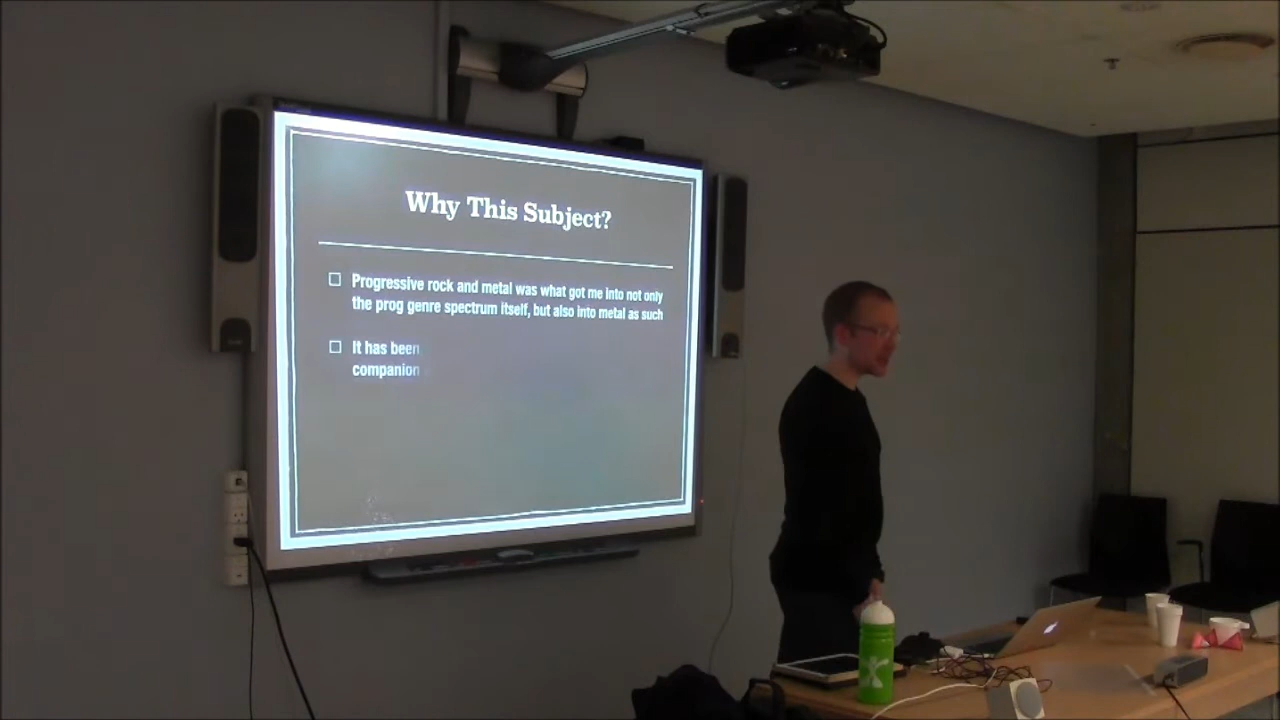 Why This Subject?
Progressive rock and metal was what got me into not only
the prog genre spectrum itself, but also into metal as such
It has been
companion